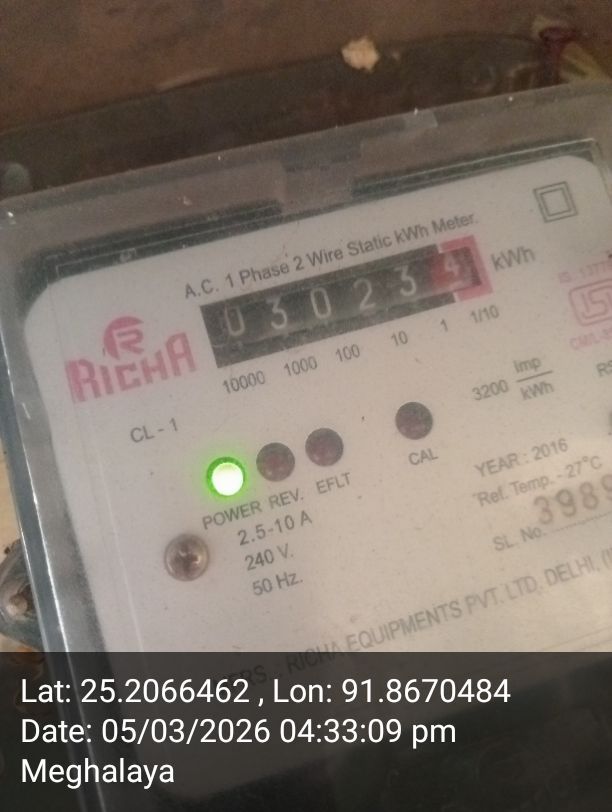 A.C. 1 Phase 2 Wire Static kWh Meter.
0 3 0 2 3 4 kWh
10000 1000 100 10 1 1/10
R
RICHA
3200 Imp/kWh
CL - 1
CAL
POWER REV. EFLT
2.5-10 A
240 V.
50 Hz.
YEAR : 2016
Ref. Temp. - 27°C
SL. No.
RICHA EQUIPMENTS PVT. LTD. DELHI.
Lat: 25.2066462 , Lon: 91.8670484
Date: 05/03/2026 04:33:09 pm
Meghalaya